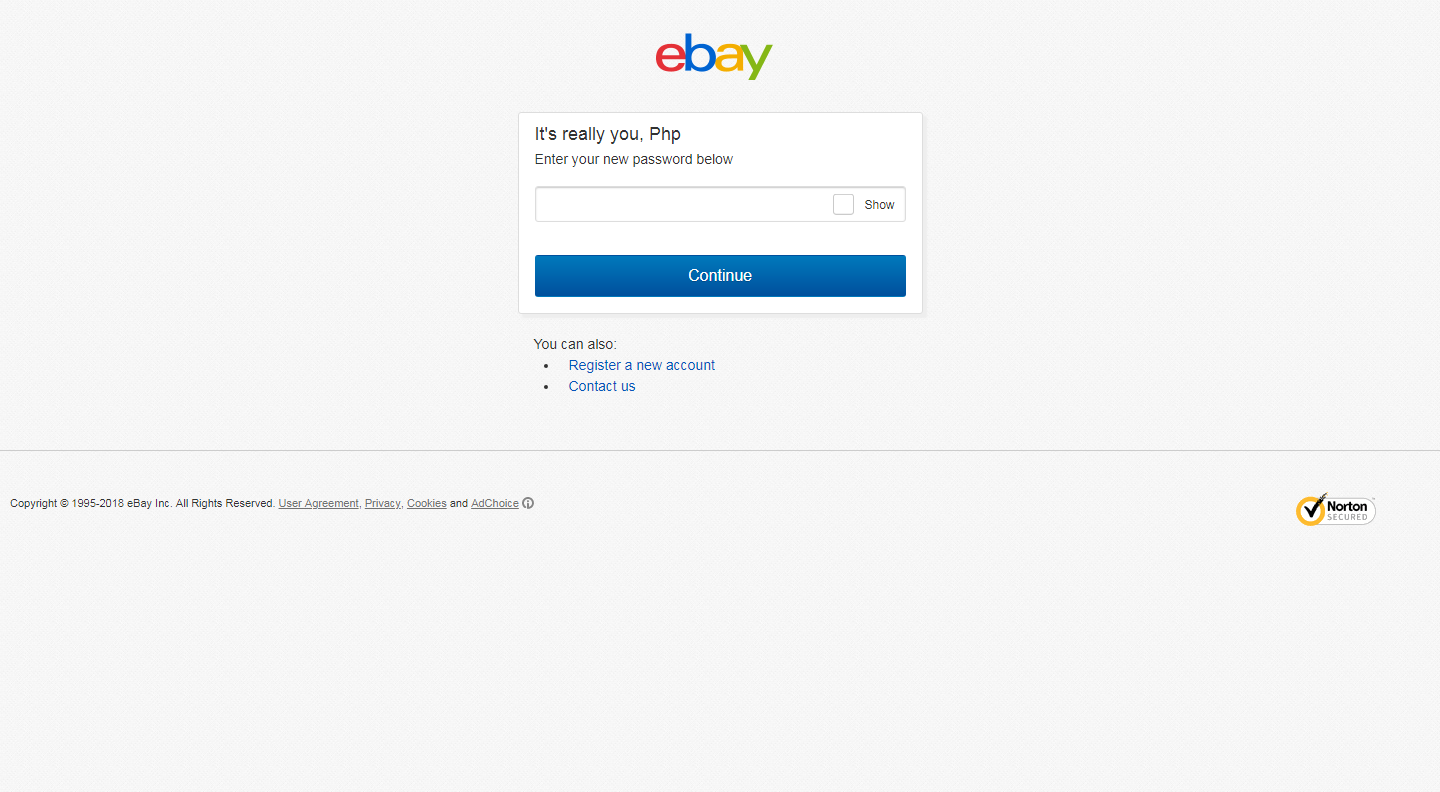 ebay
It's really you, Php
Enter your new password below
Show
Continue
You can also:
• Register a new account
• Contact us
Copyright © 1995-2018 eBay Inc. All Rights Reserved. User Agreement, Privacy, Cookies and AdChoice
Norton
SECURED